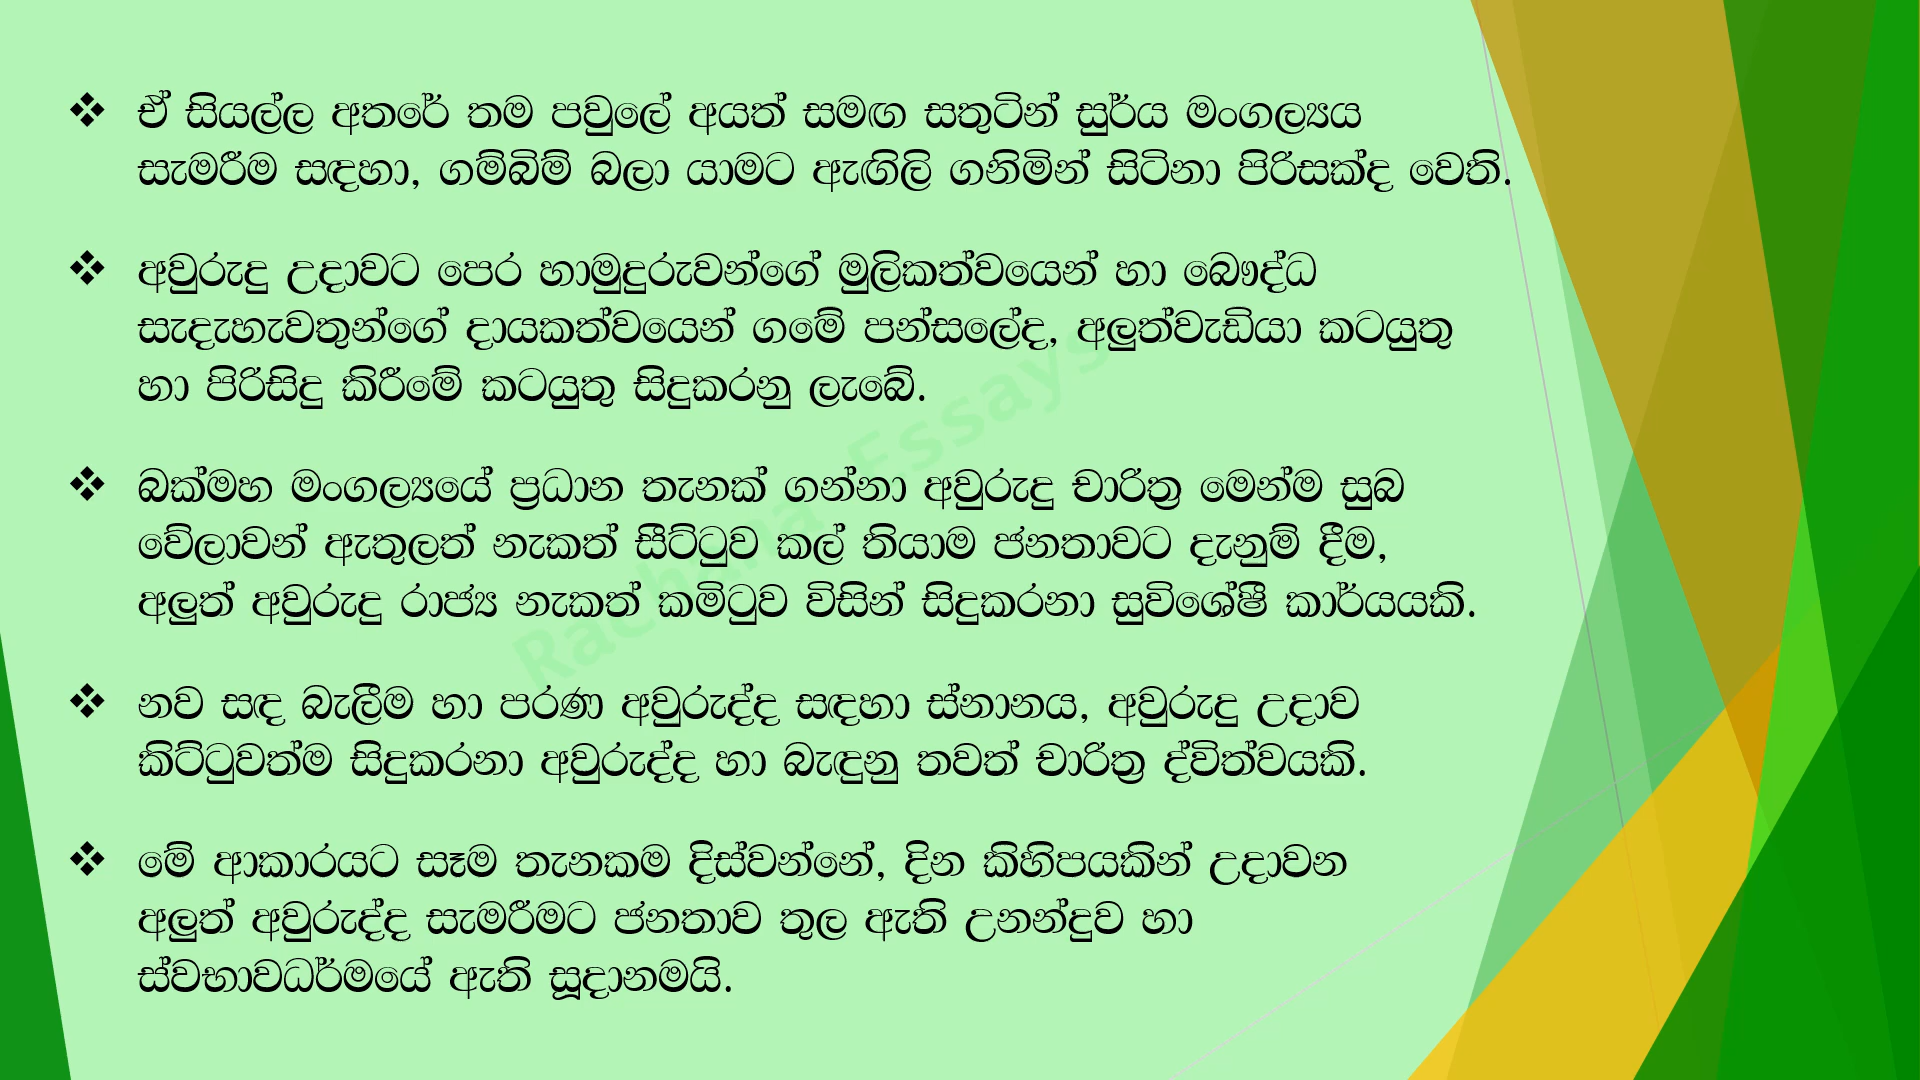 ❖ ඒ සියල්ල අතරේ තම පවුලේ අයත් සමඟ සතුටින් සුර්ය මංගල්‍යය
සැමරීම සඳහා, ගම්බිම් බලා යාමට ඇඟිලි ගනිමින් සිටිනා පිරිසක්ද වෙති.
❖ අවුරුදු උදාවට පෙර හාමුදුරුවන්ගේ මුලිකත්වයෙන් හා බෞද්ධ
සැදැහැවතුන්ගේ දායකත්වයෙන් ගමේ පන්සලේද, අලුත්වැඩියා කටයුතු
හා පිරිසිදු කිරීමේ කටයුතු සිදුකරනු ලැබේ.
❖ බක්මහ මංගල්‍යයේ ප්‍රධාන තැනක් ගන්නා අවුරුදු චාරිත්‍ර මෙන්ම සුබ
වේලාවන් ඇතුලත් නැකත් සීට්ටුව කල් තියාම ජනතාවට දැනුම් දීම,
අලුත් අවුරුදු රාජ්‍ය නැකත් කමිටුව විසින් සිදුකරනා සුවිශේෂී කාර්යයකි.
❖ නව සඳ බැලීම හා පරණ අවුරුද්ද සඳහා ස්නානය, අවුරුදු උදාව
කිට්ටුවත්ම සිදුකරනා අවුරුද්ද හා බැඳුනු තවත් චාරිත්‍ර ද්විත්වයකි.
❖ මේ ආකාරයට සෑම තැනකම දිස්වන්නේ, දින කිහිපයකින් උදාවන
අලුත් අවුරුද්ද සැමරීමට ජනතාව තුල ඇති උනන්දුව හා
ස්වභාවධර්මයේ ඇති සූදානමයි.
Rachana Essays